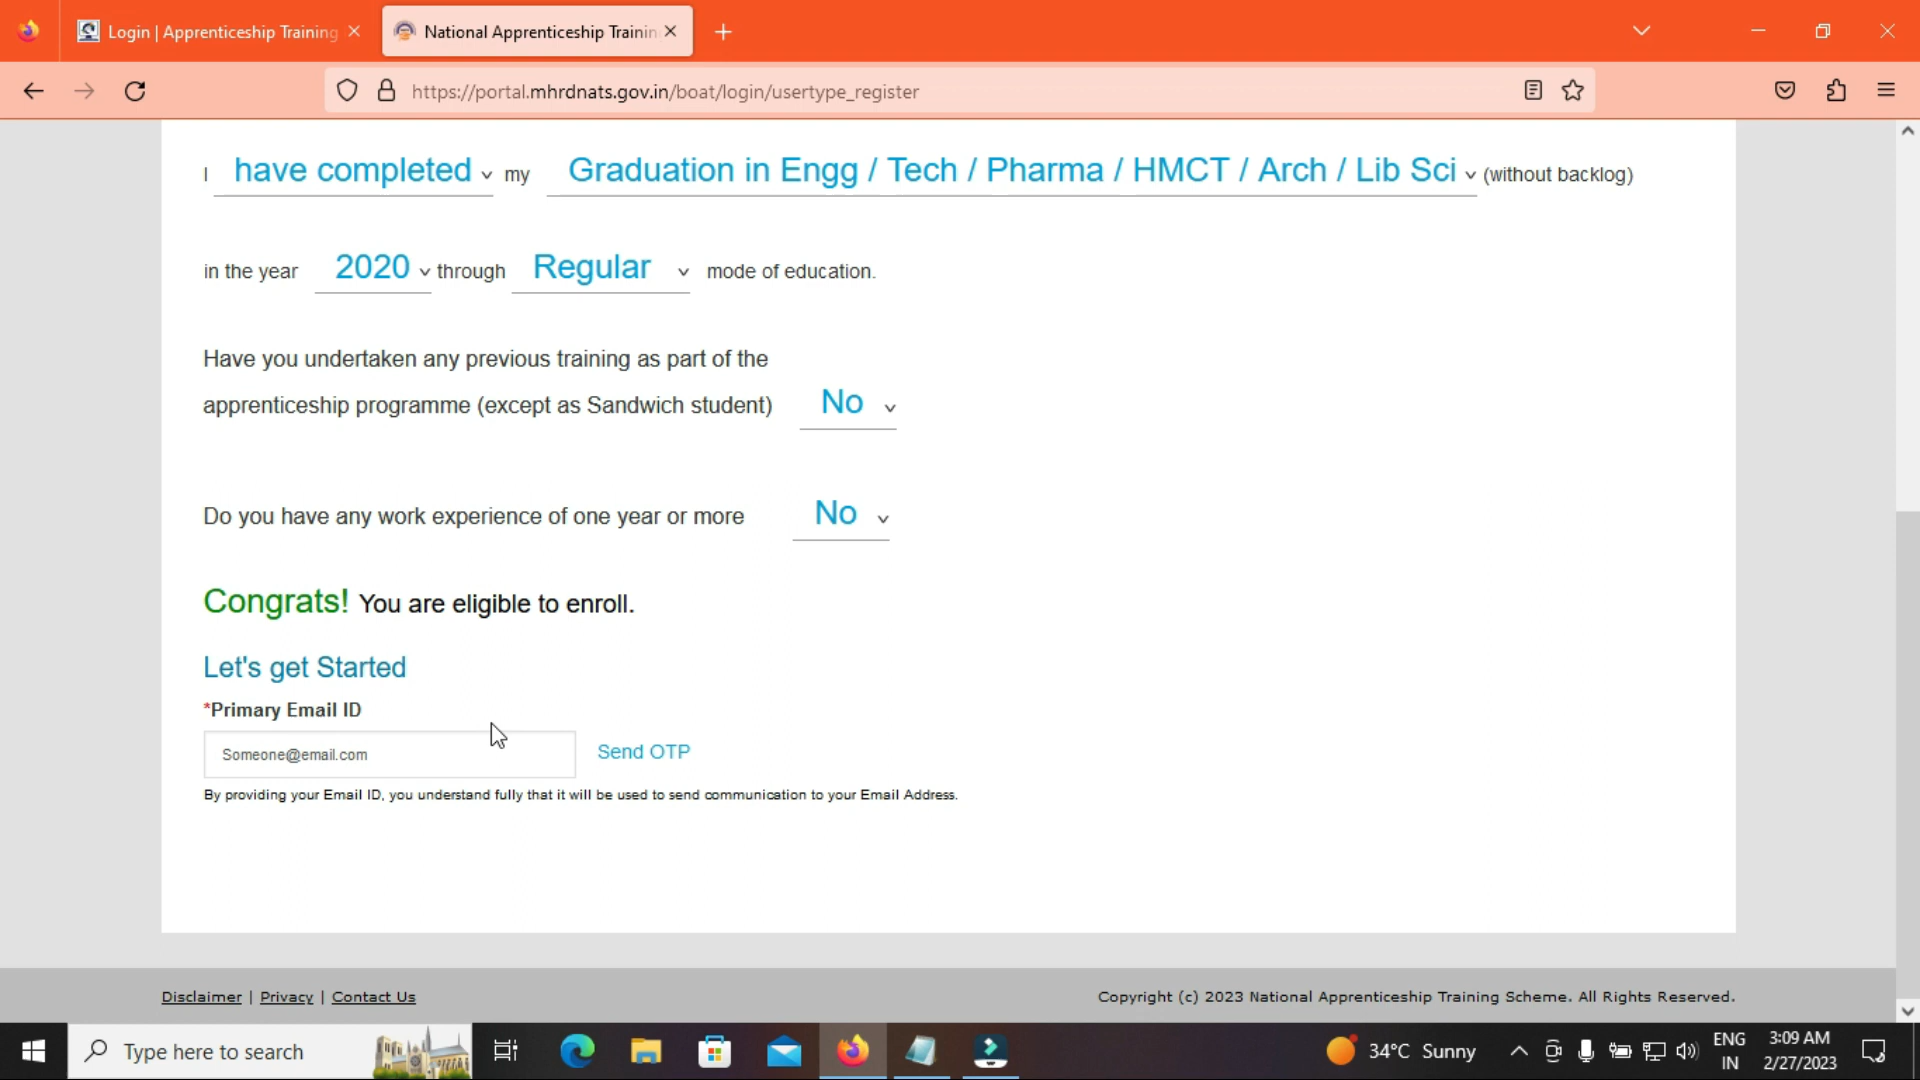 Login | Apprenticeship Training
National Apprenticeship Trainin
https://portal.mhrdnats.gov.in/boat/login/usertype_register
I have completed my Graduation in Engg / Tech / Pharma / HMCT / Arch / Lib Sci (without backlog)
in the year 2020 through Regular mode of education.
Have you undertaken any previous training as part of the
apprenticeship programme (except as Sandwich student) No
Do you have any work experience of one year or more No
Congrats! You are eligible to enroll.
Let's get Started
*Primary Email ID
Someone@email.com Send OTP
By providing your Email ID, you understand fully that it will be used to send communication to your Email Address.
Disclaimer | Privacy | Contact Us Copyright (c) 2023 National Apprenticeship Training Scheme. All Rights Reserved.
Type here to search 34°C Sunny ENG 3:09 AM
IN 2/27/2023